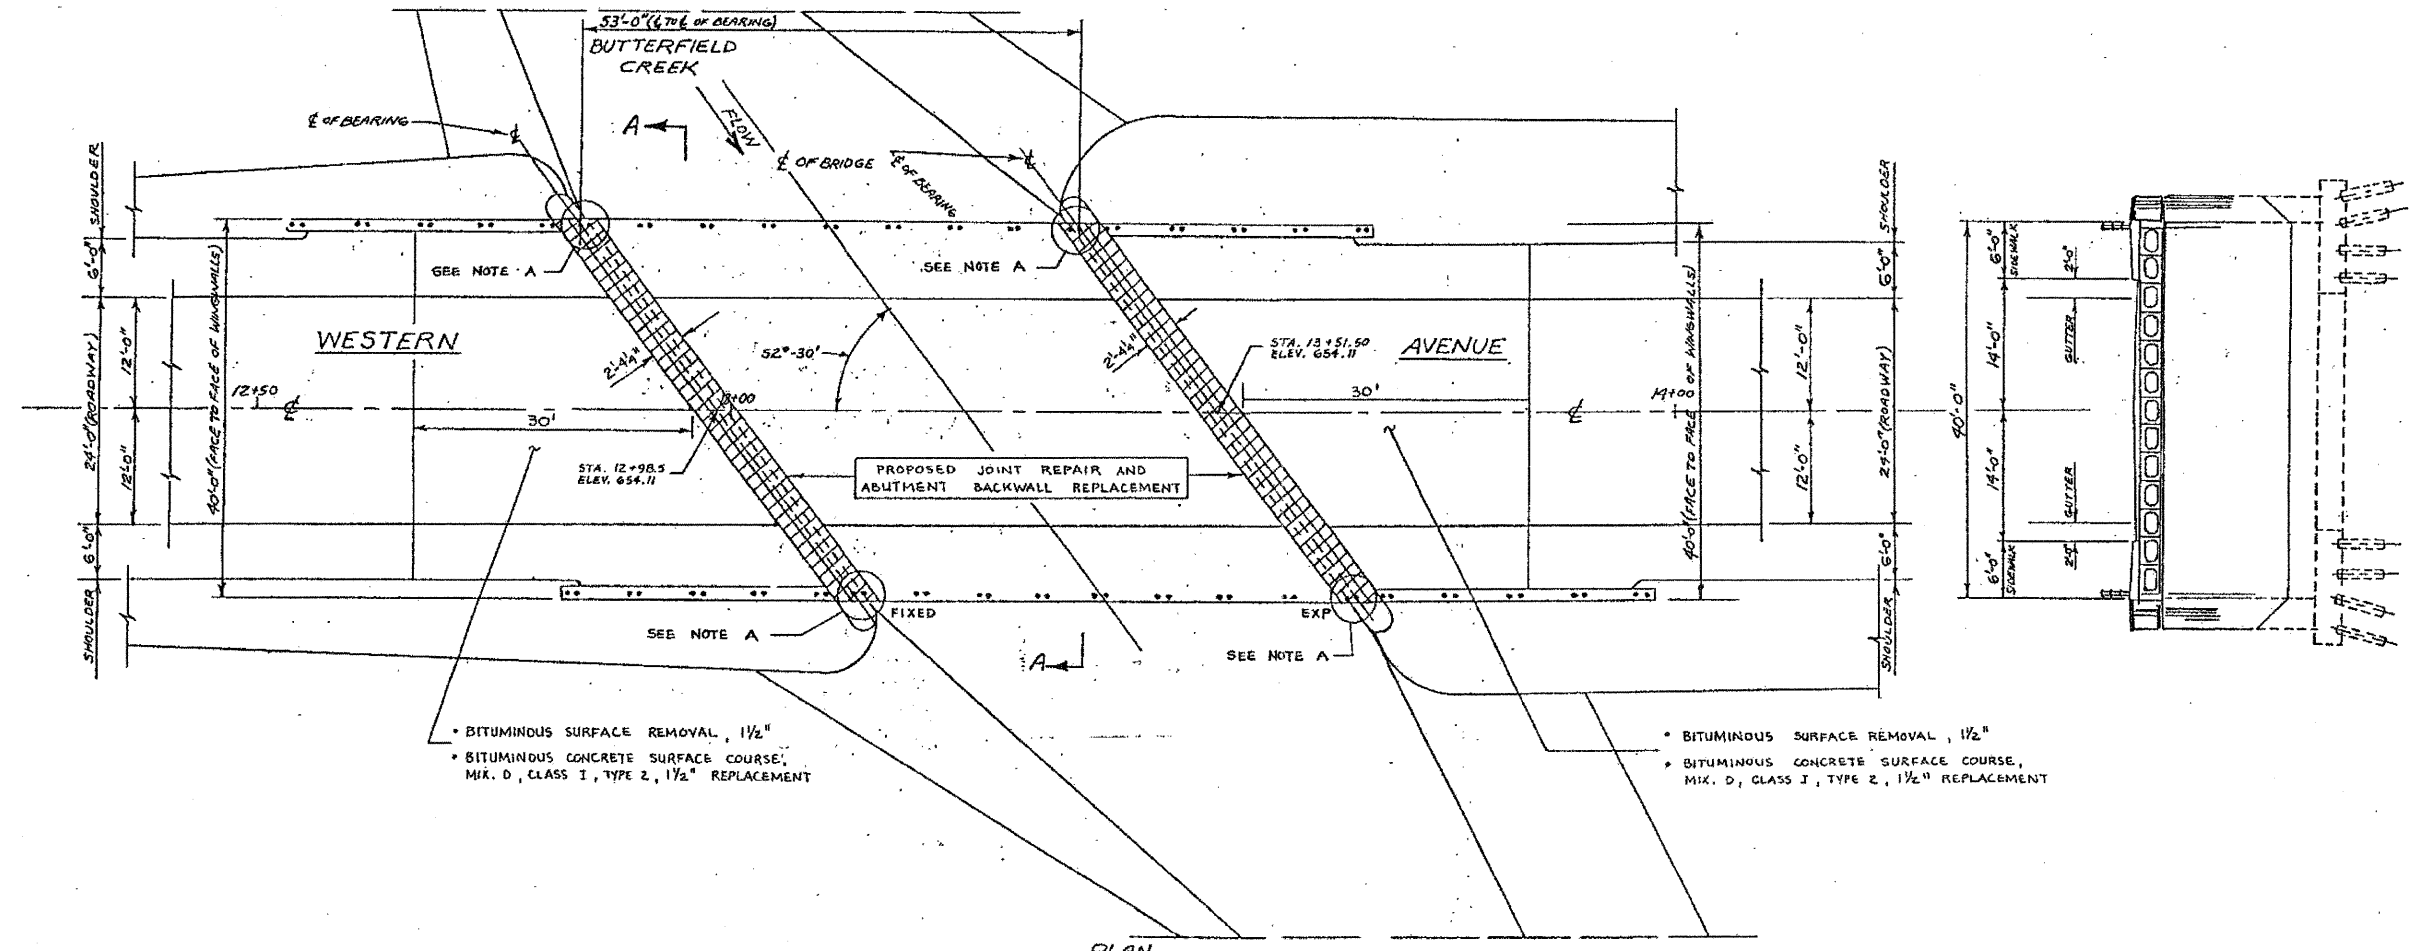 53'-0" (℄ TO ℄ OF BEARING)
BUTTERFIELD
CREEK
FLOW
A
℄ OF BEARING
℄
℄ OF BRIDGE
℄ OF BEARING
℄
SHOULDER
6'-0"
24'-0" (ROADWAY)
12'-0"
12'-0"
6'-0"
SHOULDER
40'-0" (FACE TO FACE OF WINGWALLS)
SEE NOTE A
SEE NOTE A
WESTERN
AVENUE
12+50
℄
30'
2'-4¼"
52°-30'
2'-4¼"
STA. 13+51.50
ELEV. 654.11
30'
℄
14+00
STA. 12+98.5
ELEV. 654.11
PROPOSED JOINT REPAIR AND
ABUTMENT BACKWALL REPLACEMENT
FIXED
EXP
SEE NOTE A
SEE NOTE A
A
40'-0" (FACE TO FACE OF WINGWALLS)
12'-0"
12'-0"
SHOULDER
6'-0"
24'-0" (ROADWAY)
6'-0"
SHOULDER
40'-0"
6'-0"
SIDEWALK
14'-0"
14'-0"
6'-0"
SIDEWALK
2'-0"
GUTTER
GUTTER
2'-0"
• BITUMINOUS SURFACE REMOVAL, 1½"
• BITUMINOUS CONCRETE SURFACE COURSE,
MIX. D, CLASS I, TYPE 2, 1½" REPLACEMENT
• BITUMINOUS SURFACE REMOVAL, 1½"
• BITUMINOUS CONCRETE SURFACE COURSE,
MIX. D, CLASS I, TYPE 2, 1½" REPLACEMENT
PLAN